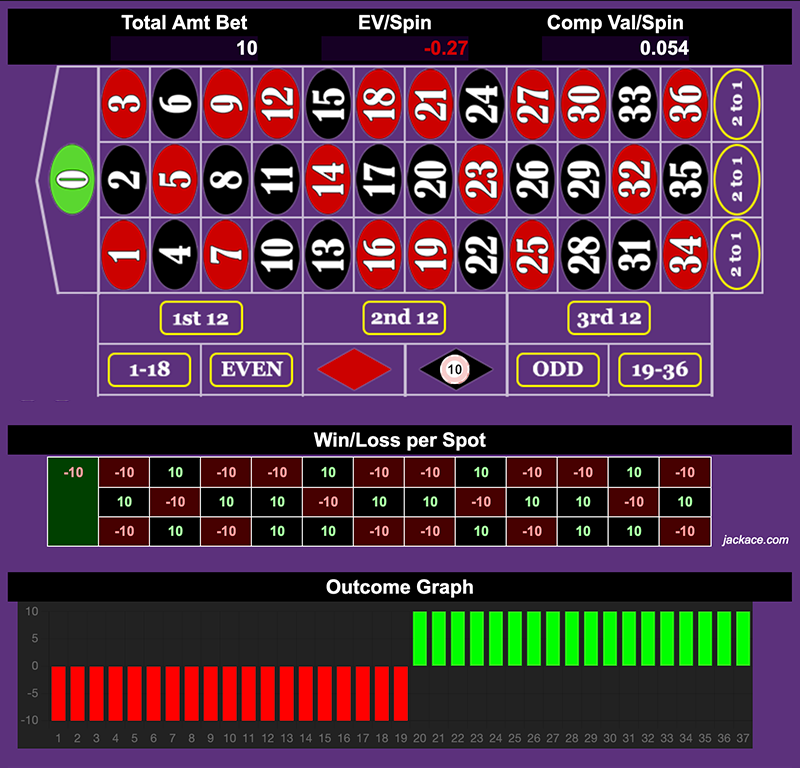 Total Amt Bet EV/Spin Comp Val/Spin
10 -0.27 0.054
3 6 9 12 15 18 21 24 27 30 33 36 2 to 1
0 2 5 8 11 14 17 20 23 26 29 32 35 2 to 1
1 4 7 10 13 16 19 22 25 28 31 34 2 to 1
1st 12 2nd 12 3rd 12
1-18 EVEN 10 ODD 19-36
Win/Loss per Spot
-10 -10 10 -10 -10 10 -10 -10 10 -10 -10 10 -10
10 -10 10 10 -10 10 10 -10 10 10 -10 10
-10 10 -10 10 10 -10 -10 10 -10 10 10 -10
jackace.com
Outcome Graph
10
5
0
-5
-10
1 2 3 4 5 6 7 8 9 10 11 12 13 14 15 16 17 18 19 20 21 22 23 24 25 26 27 28 29 30 31 32 33 34 35 36 37